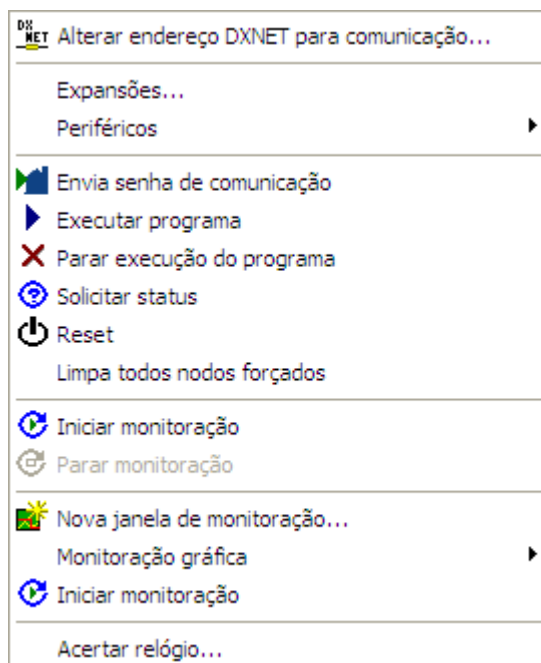 DX
NET Alterar endereço DXNET para comunicação...
Expansões...
Periféricos
Envia senha de comunicação
Executar programa
Parar execução do programa
Solicitar status
Reset
Limpa todos nodos forçados
Iniciar monitoração
Parar monitoração
Nova janela de monitoração...
Monitoração gráfica
Iniciar monitoração
Acertar relógio...